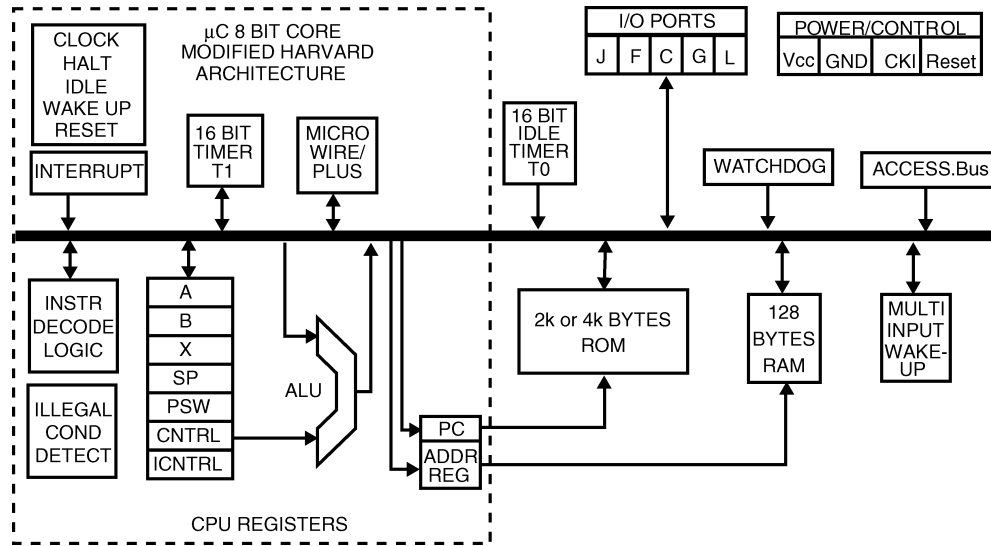 CLOCK
HALT
IDLE
WAKE UP
RESET
µC 8 BIT CORE
MODIFIED HARVARD
ARCHITECTURE
I/O PORTS
J F C G L
POWER/CONTROL
Vcc GND CKI Reset
INTERRUPT
16 BIT
TIMER
T1
MICRO
WIRE/
PLUS
16 BIT
IDLE
TIMER
T0
WATCHDOG
ACCESS.Bus
INSTR
DECODE
LOGIC
ILLEGAL
COND
DETECT
A
B
X
SP
PSW
CNTRL
ICNTRL
ALU
PC
ADDR
REG
2k or 4k BYTES
ROM
128
BYTES
RAM
MULTI
INPUT
WAKE-
UP
CPU REGISTERS